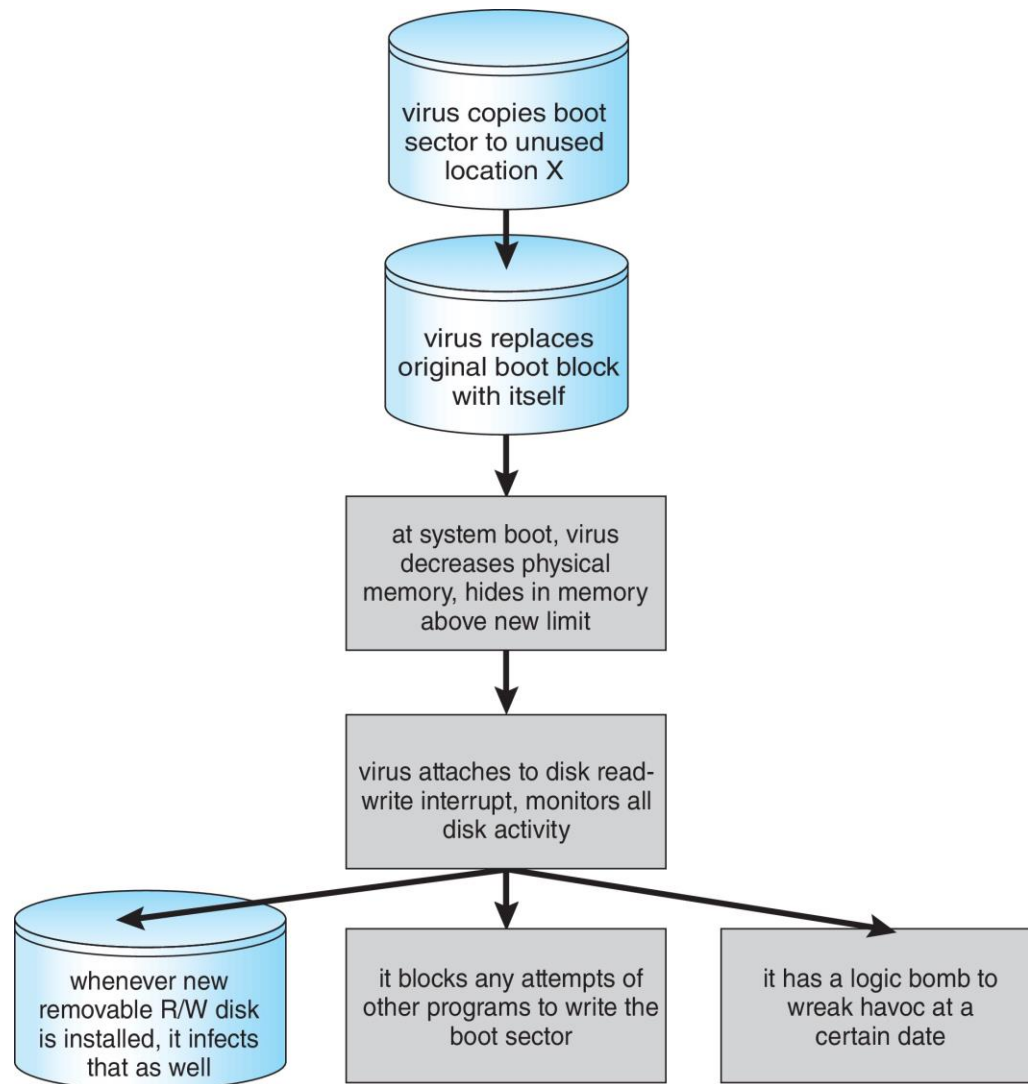 virus copies boot
sector to unused
location X
virus replaces
original boot block
with itself
at system boot, virus
decreases physical
memory, hides in memory
above new limit
virus attaches to disk read-
write interrupt, monitors all
disk activity
whenever new
removable R/W disk
is installed, it infects
that as well
it blocks any attempts of
other programs to write the
boot sector
it has a logic bomb to
wreak havoc at a
certain date